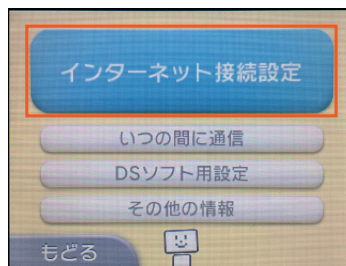 インターネット接続設定
いつの間に通信
DSソフト用設定
その他の情報
もどる